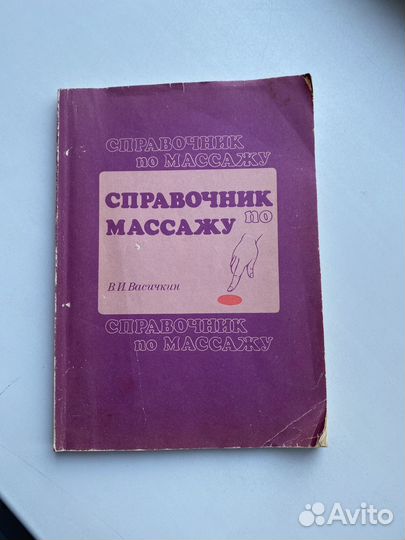 СПРАВОЧНИК
по МАССАЖУ
СПРАВОЧНИК
по
МАССАЖУ
В.И.Васичкин
СПРАВОЧНИК
по МАССАЖУ
Avito